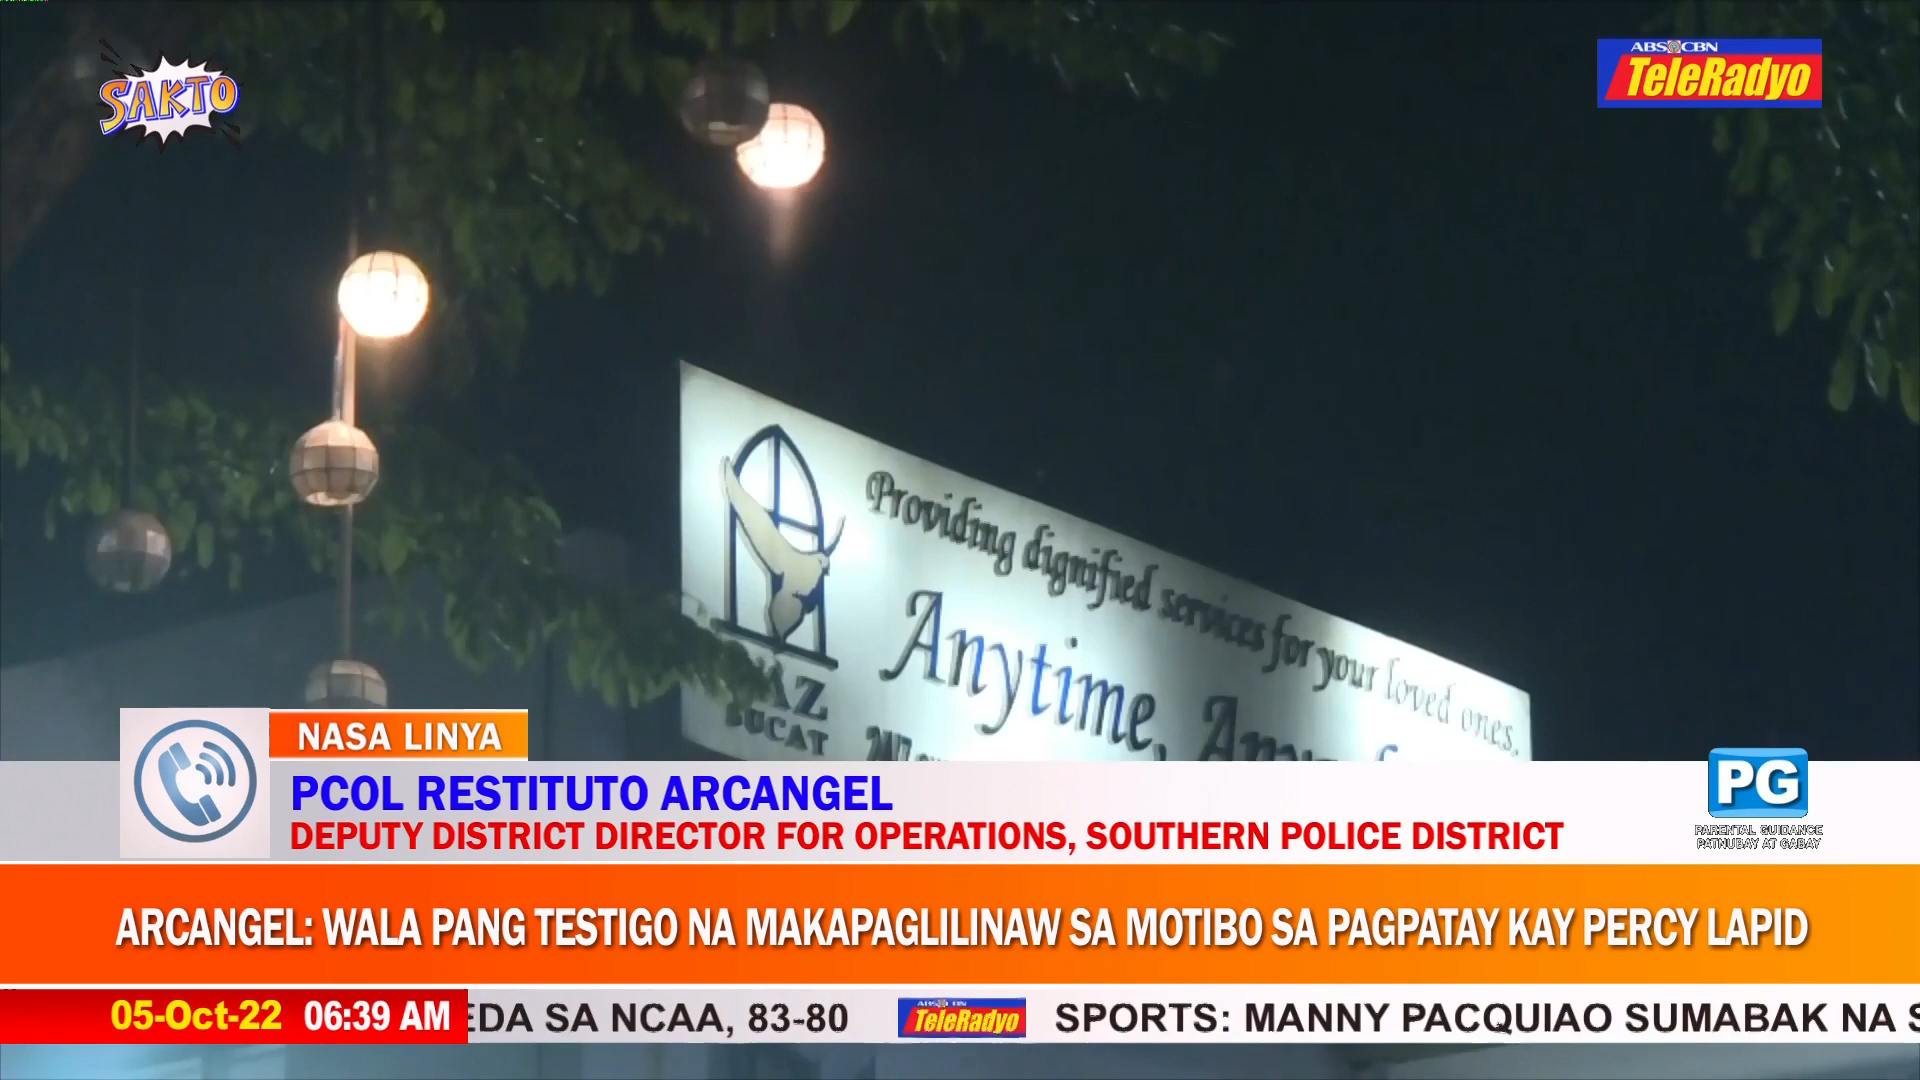 SAKTO
ABS CBN
TeleRadyo
Providing dignified services for your loved ones.
Anytime,
AZ
BUCAT
NASA LINYA
PCOL RESTITUTO ARCANGEL
DEPUTY DISTRICT DIRECTOR FOR OPERATIONS, SOUTHERN POLICE DISTRICT
PG
PARENTAL GUIDANCE
PATNUBAY AT GABAY
ARCANGEL: WALA PANG TESTIGO NA MAKAPAGLILINAW SA MOTIBO SA PAGPATAY KAY PERCY LAPID
05-Oct-22 06:39 AM EDA SA NCAA, 83-80 ABS CBN TeleRadyo SPORTS: MANNY PACQUIAO SUMABAK NA S